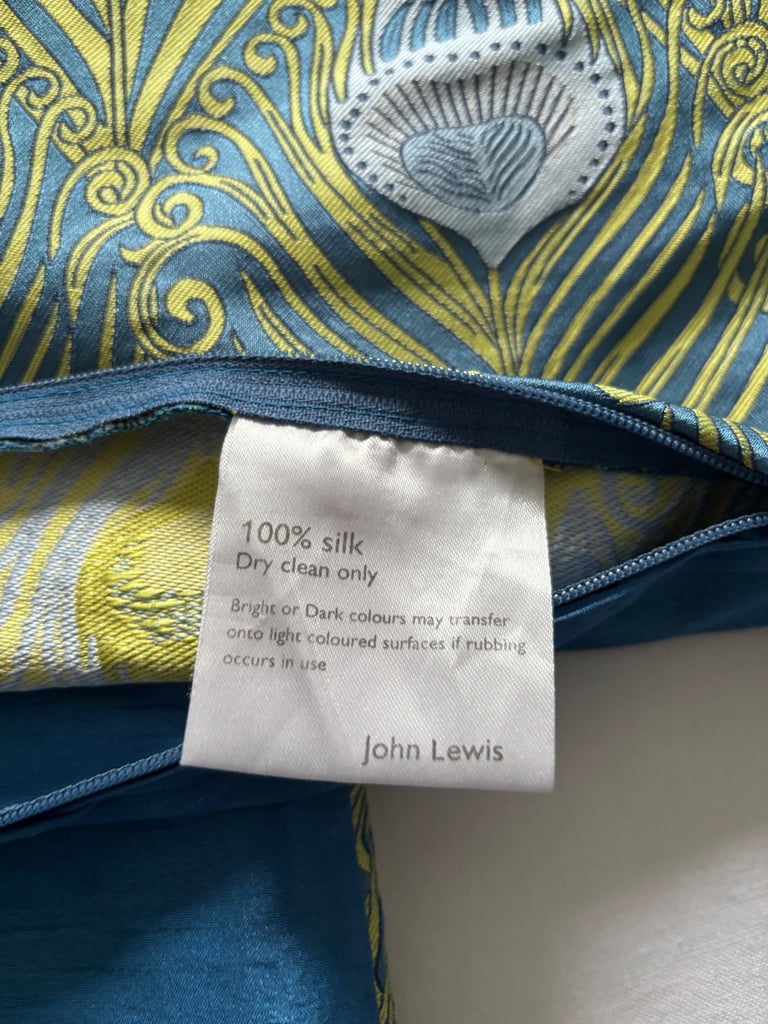 100% silk
Dry clean only
Bright or Dark colours may transfer
onto light coloured surfaces if rubbing
occurs in use
John Lewis